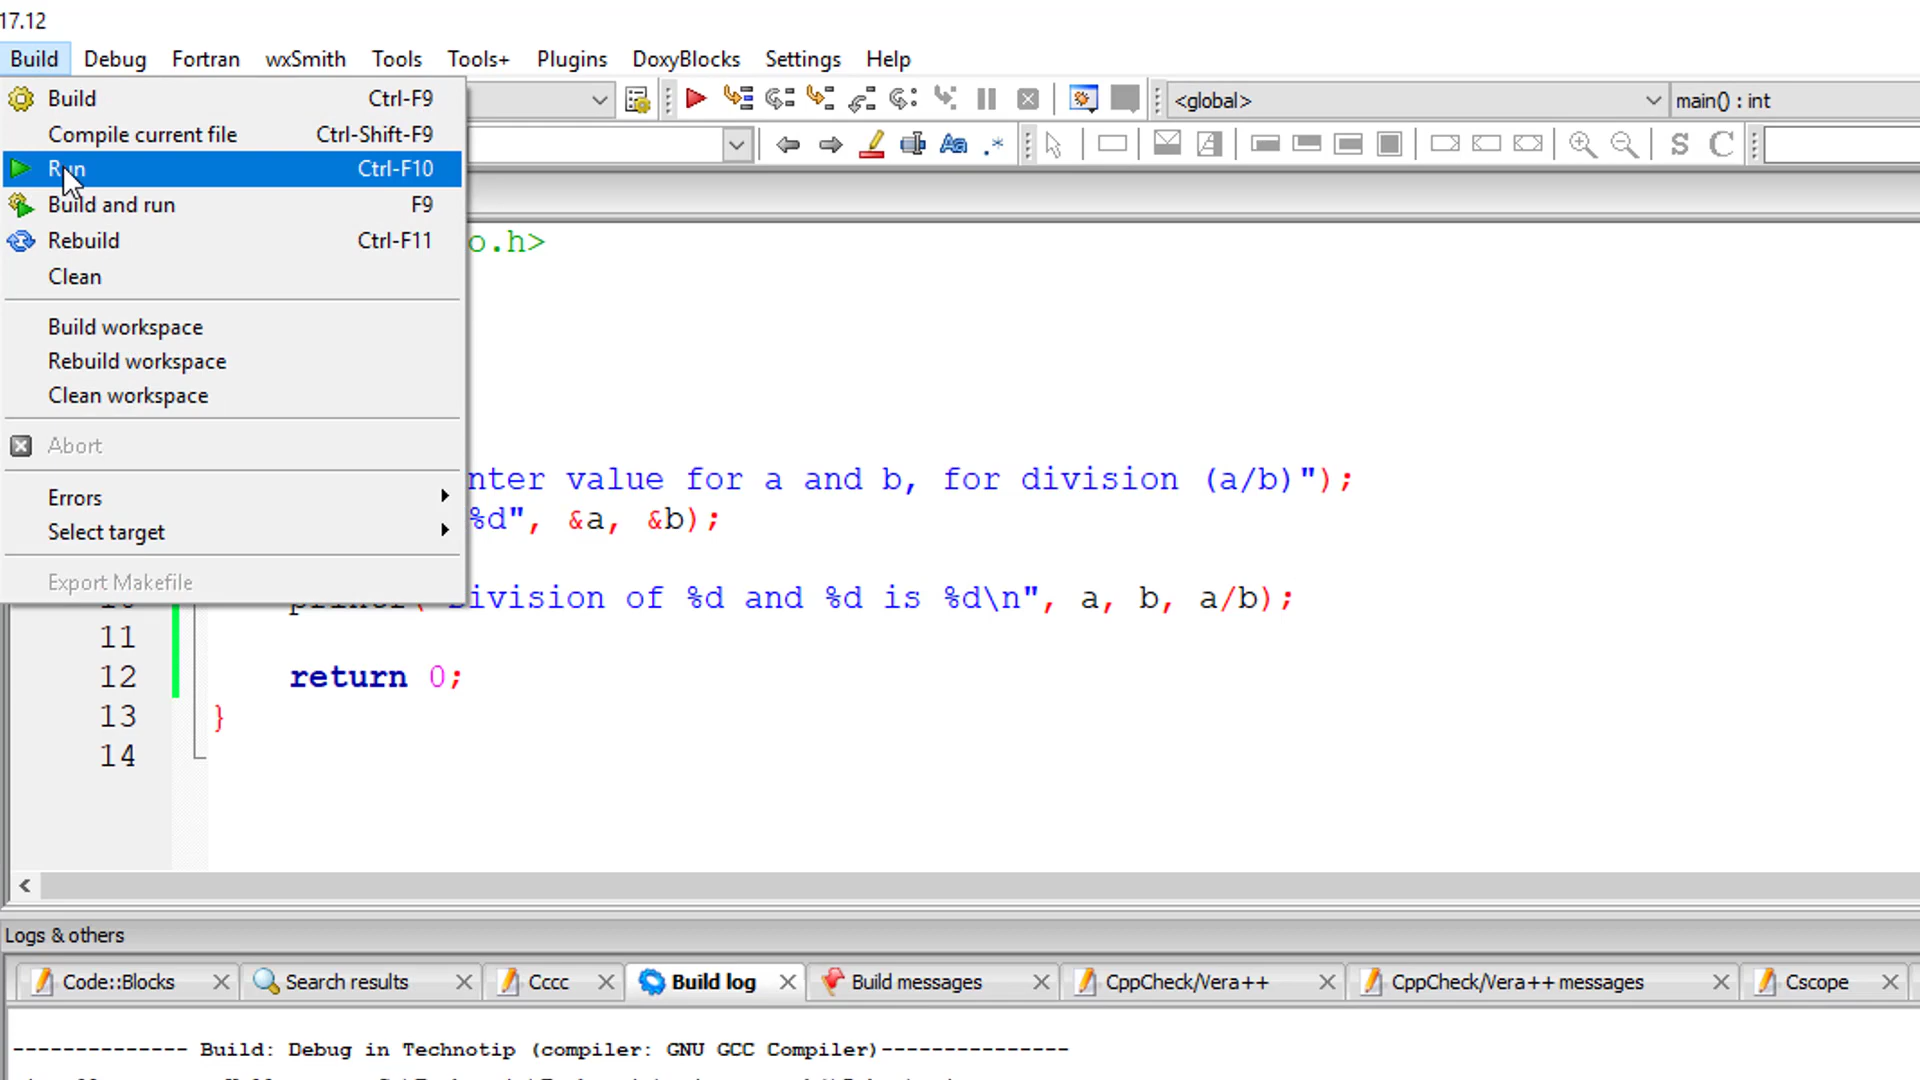 17.12
Build Debug Fortran wxSmith Tools Tools+ Plugins DoxyBlocks Settings Help
Build Ctrl-F9
<global> main() : int
Compile current file Ctrl-Shift-F9
S C
Run Ctrl-F10
Build and run F9
Rebuild Ctrl-F11
o.h>
Clean
Build workspace
Rebuild workspace
Clean workspace
Abort
nter value for a and b, for division (a/b)");
Errors
%d", &a, &b);
Select target
Export Makefile
ivision of %d and %d is %d\n", a, b, a/b);
11
12 return 0;
13 }
14
Logs & others
Code::Blocks Search results Cccc Build log Build messages CppCheck/Vera++ CppCheck/Vera++ messages Cscope
-------------- Build: Debug in Technotip (compiler: GNU GCC Compiler)---------------